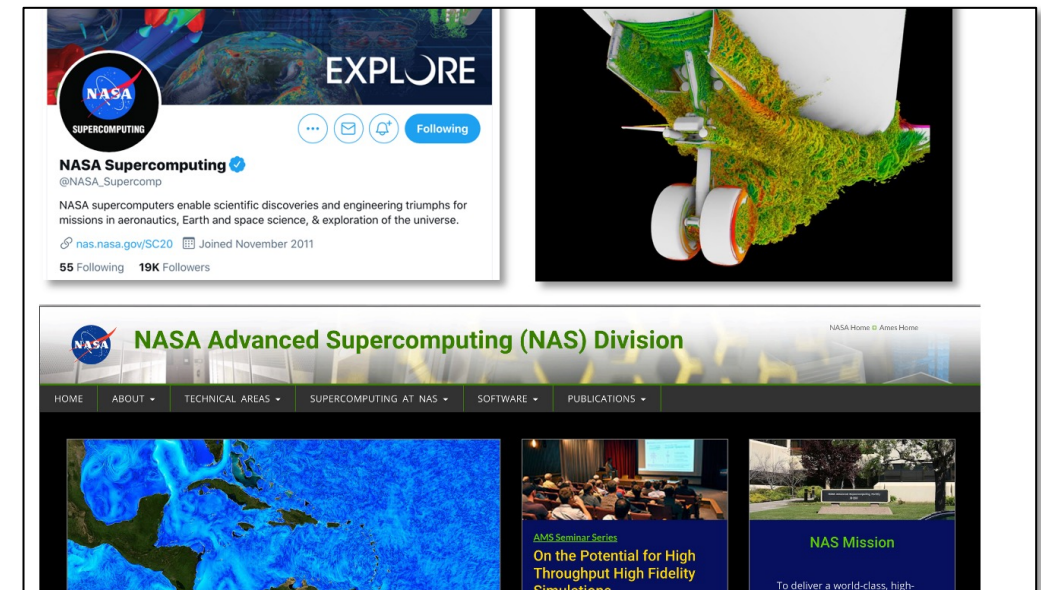 EXPLORE
NASA
SUPERCOMPUTING
Following
NASA Supercomputing
@NASA_Supercomp
NASA supercomputers enable scientific discoveries and engineering triumphs for
missions in aeronautics, Earth and space science, & exploration of the universe.
nas.nasa.gov/SC20 Joined November 2011
55 Following 19K Followers
NASA
NASA Advanced Supercomputing (NAS) Division
NASA Home Ames Home
HOME ABOUT TECHNICAL AREAS SUPERCOMPUTING AT NAS SOFTWARE PUBLICATIONS
AMS Seminar Series
On the Potential for High
Throughput High Fidelity
Simulations
NAS Mission
To deliver a world-class, high-